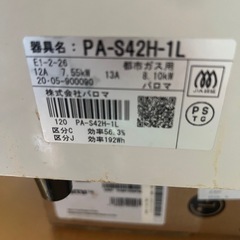 器具名: PA-S42H-1L
E1-2-26 都市ガス用
12A 7.55kW 13A 8.10kW
20·05-900090 パロマ
株式会社パロマ
120 PA-S42H-1L
区分C 効率56.3%
区分D 効率192Wh
JIA
PS
TG